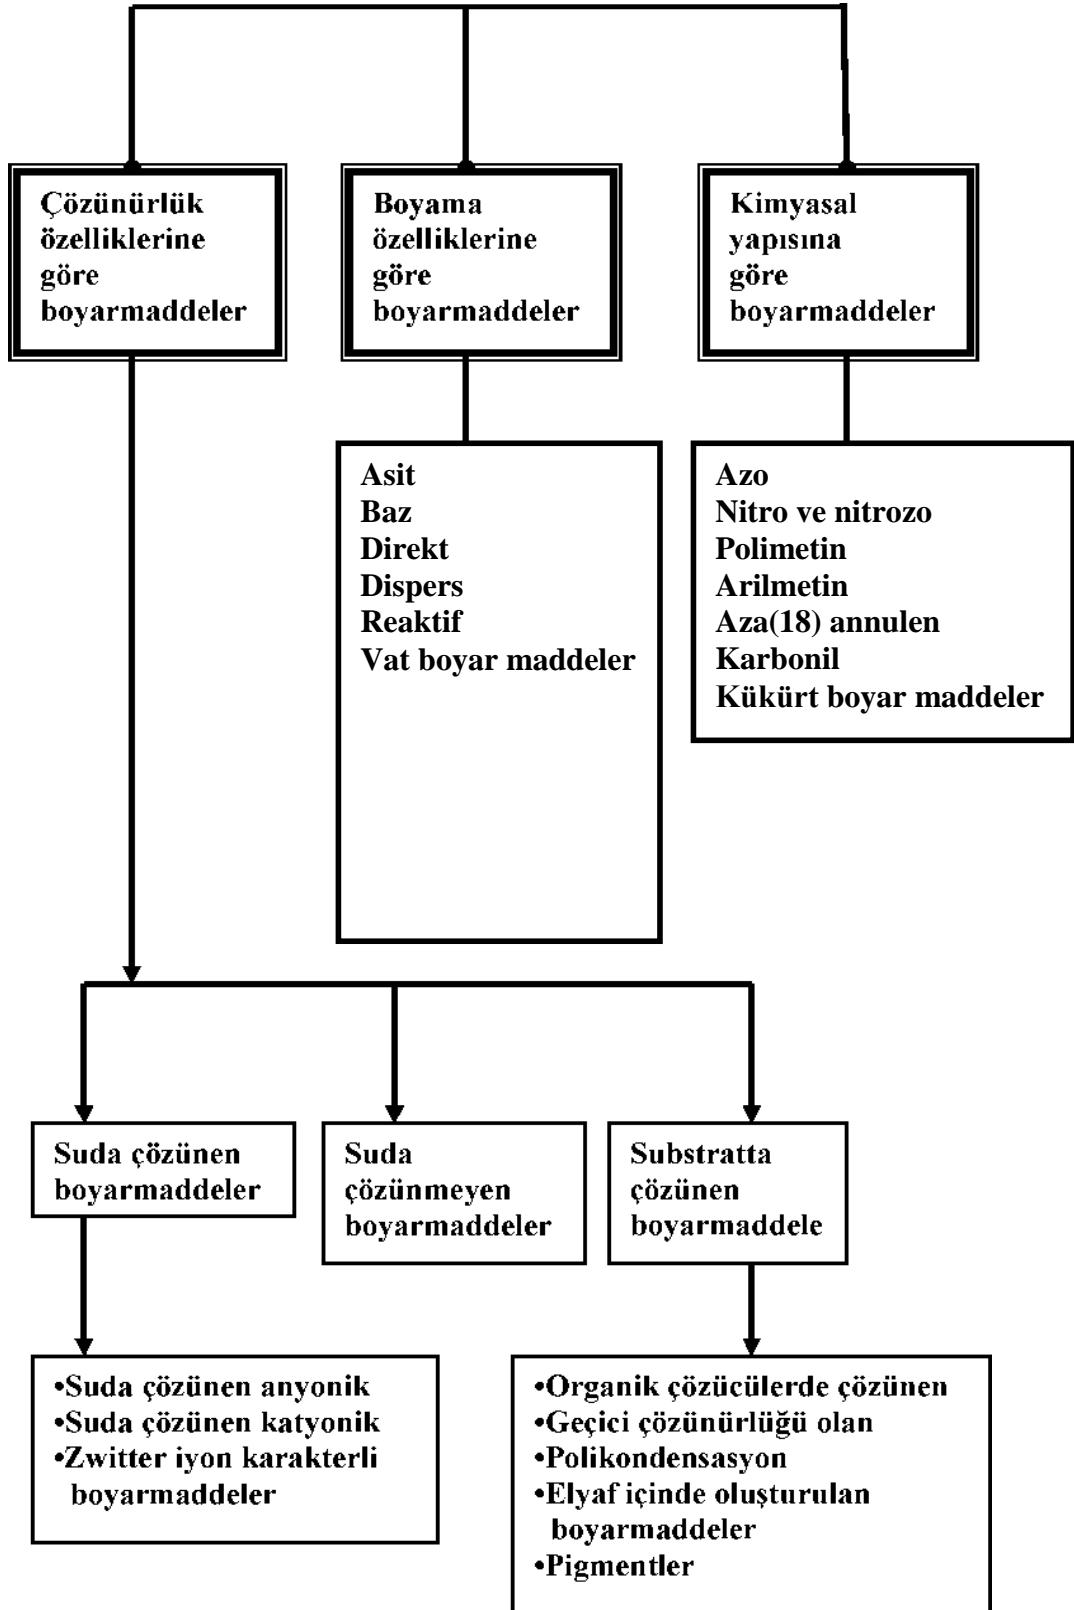 Çözünürlük
özelliklerine
göre
boyarmaddeler
Boyama
özelliklerine
göre
boyarmaddeler
Kimyasal
yapısına
göre
boyarmaddeler
Asit
Baz
Direkt
Dispers
Reaktif
Vat boyar maddeler
Azo
Nitro ve nitrozo
Polimetin
Arilmetin
Aza(18) annulen
Karbonil
Kükürt boyar maddeler
Suda çözünen
boyarmaddeler
Suda
çözünmeyen
boyarmaddeler
Substratta
çözünen
boyarmaddele
•Suda çözünen anyonik
•Suda çözünen katyonik
•Zwitter iyon karakterli
boyarmaddeler
•Organik çözücülerde çözünen
•Geçici çözünürlüğü olan
•Polikondensasyon
•Elyaf içinde oluşturulan
boyarmaddeler
•Pigmentler